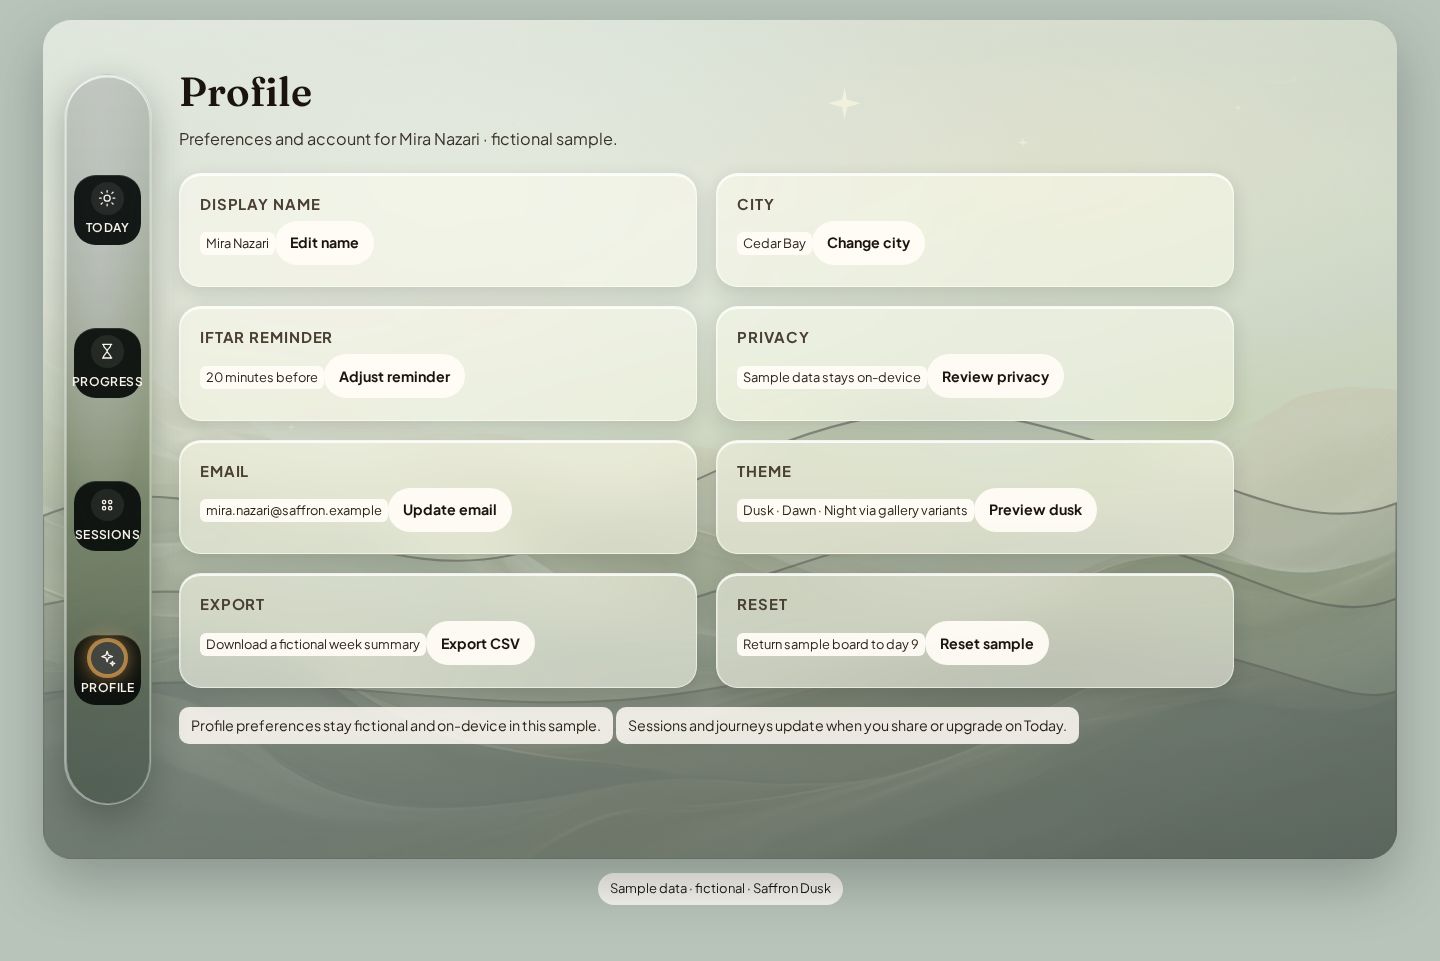 Profile
Preferences and account for Mira Nazari · fictional sample.
TODAY
PROGRESS
SESSIONS
PROFILE
DISPLAY NAME
Mira Nazari Edit name
CITY
Cedar Bay Change city
IFTAR REMINDER
20 minutes before Adjust reminder
PRIVACY
Sample data stays on-device Review privacy
EMAIL
mira.nazari@saffron.example Update email
THEME
Dusk · Dawn · Night via gallery variants Preview dusk
EXPORT
Download a fictional week summary Export CSV
RESET
Return sample board to day 9 Reset sample
Profile preferences stay fictional and on-device in this sample. Sessions and journeys update when you share or upgrade on Today.
Sample data · fictional · Saffron Dusk